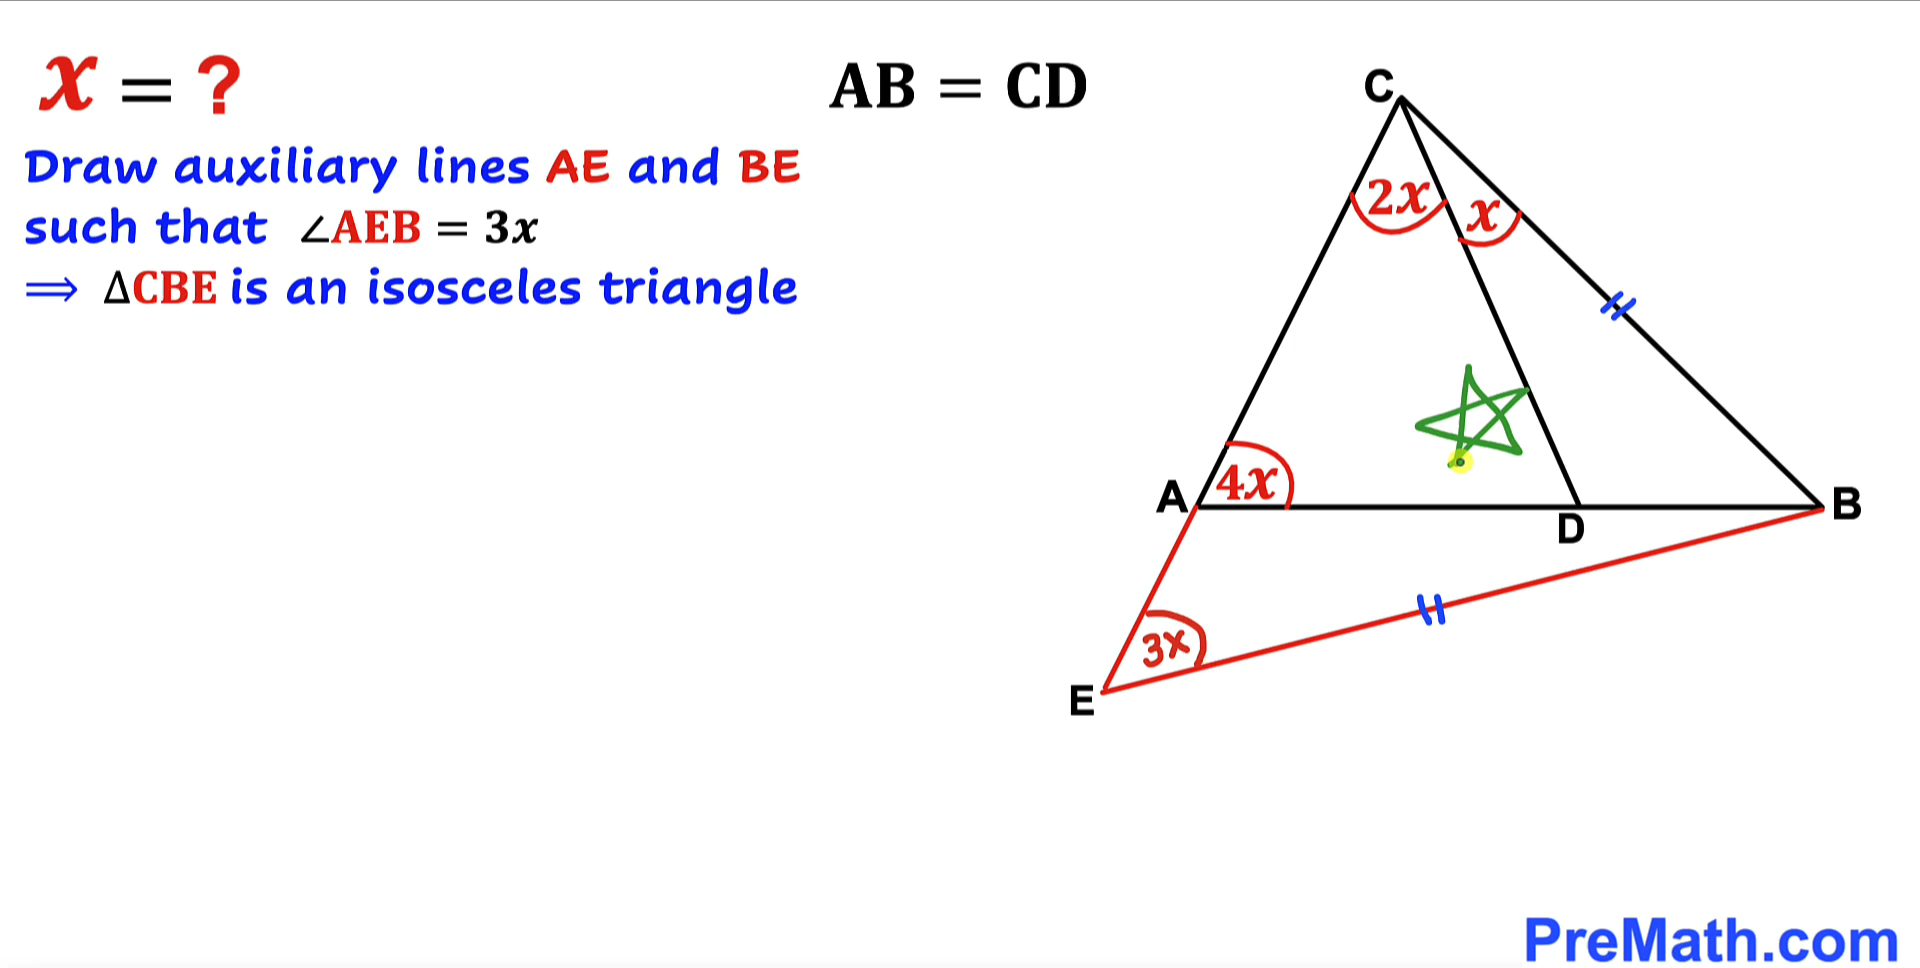 x = ?
AB = CD
Draw auxiliary lines AE and BE
such that ∠AEB = 3x
⟹ ΔCBE is an isosceles triangle
C
2x
x
A
4x
D
B
3x
E
PreMath.com